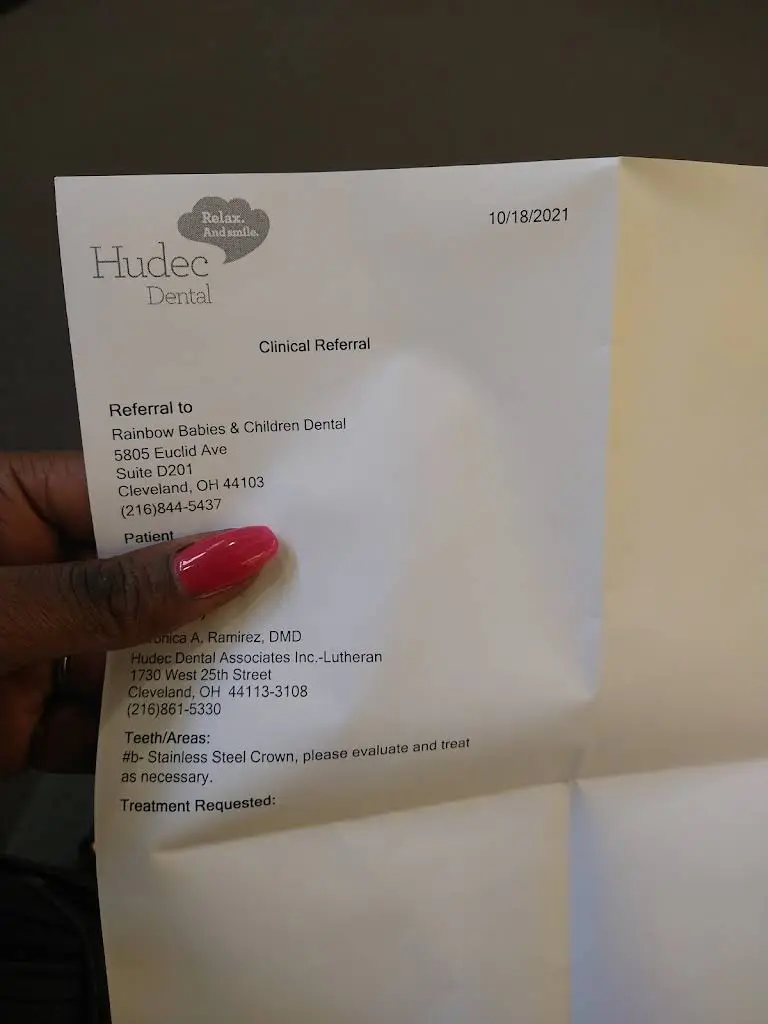 Relax.
And smile.
Hudec
Dental
10/18/2021
Clinical Referral
Referral to
Rainbow Babies & Children Dental
5805 Euclid Ave
Suite D201
Cleveland, OH 44103
(216)844-5437
Patient
A. Ramirez, DMD
Hudec Dental Associates Inc.-Lutheran
1730 West 25th Street
Cleveland, OH 44113-3108
(216)861-5330
Teeth/Areas:
#b- Stainless Steel Crown, please evaluate and treat
as necessary.
Treatment Requested: